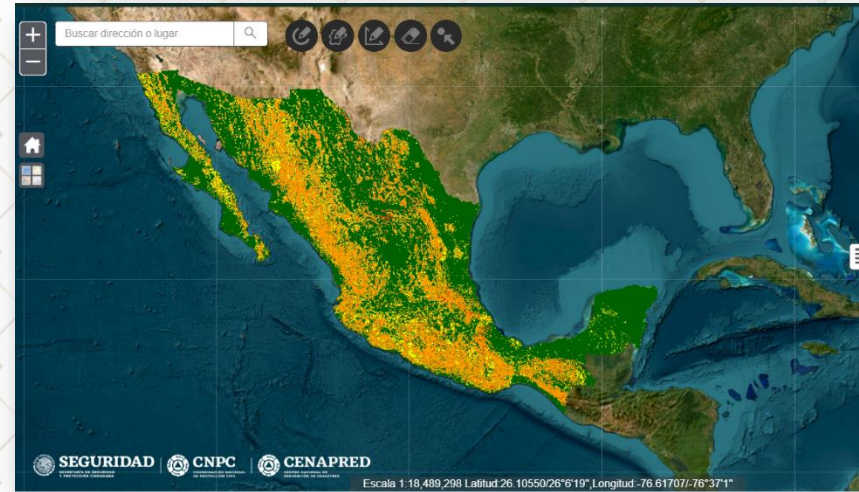 Buscar dirección o lugar
SEGURIDAD
SECRETARÍA DE SEGURIDAD
Y PROTECCIÓN CIUDADANA
CNPC
COORDINACIÓN NACIONAL
DE PROTECCIÓN CIVIL
CENAPRED
CENTRO NACIONAL DE
PREVENCIÓN DE DESASTRES
Escala 1:18,489,298 Latitud:26.10550/26°6'19",Longitud:-76.61707/-76°37'1"